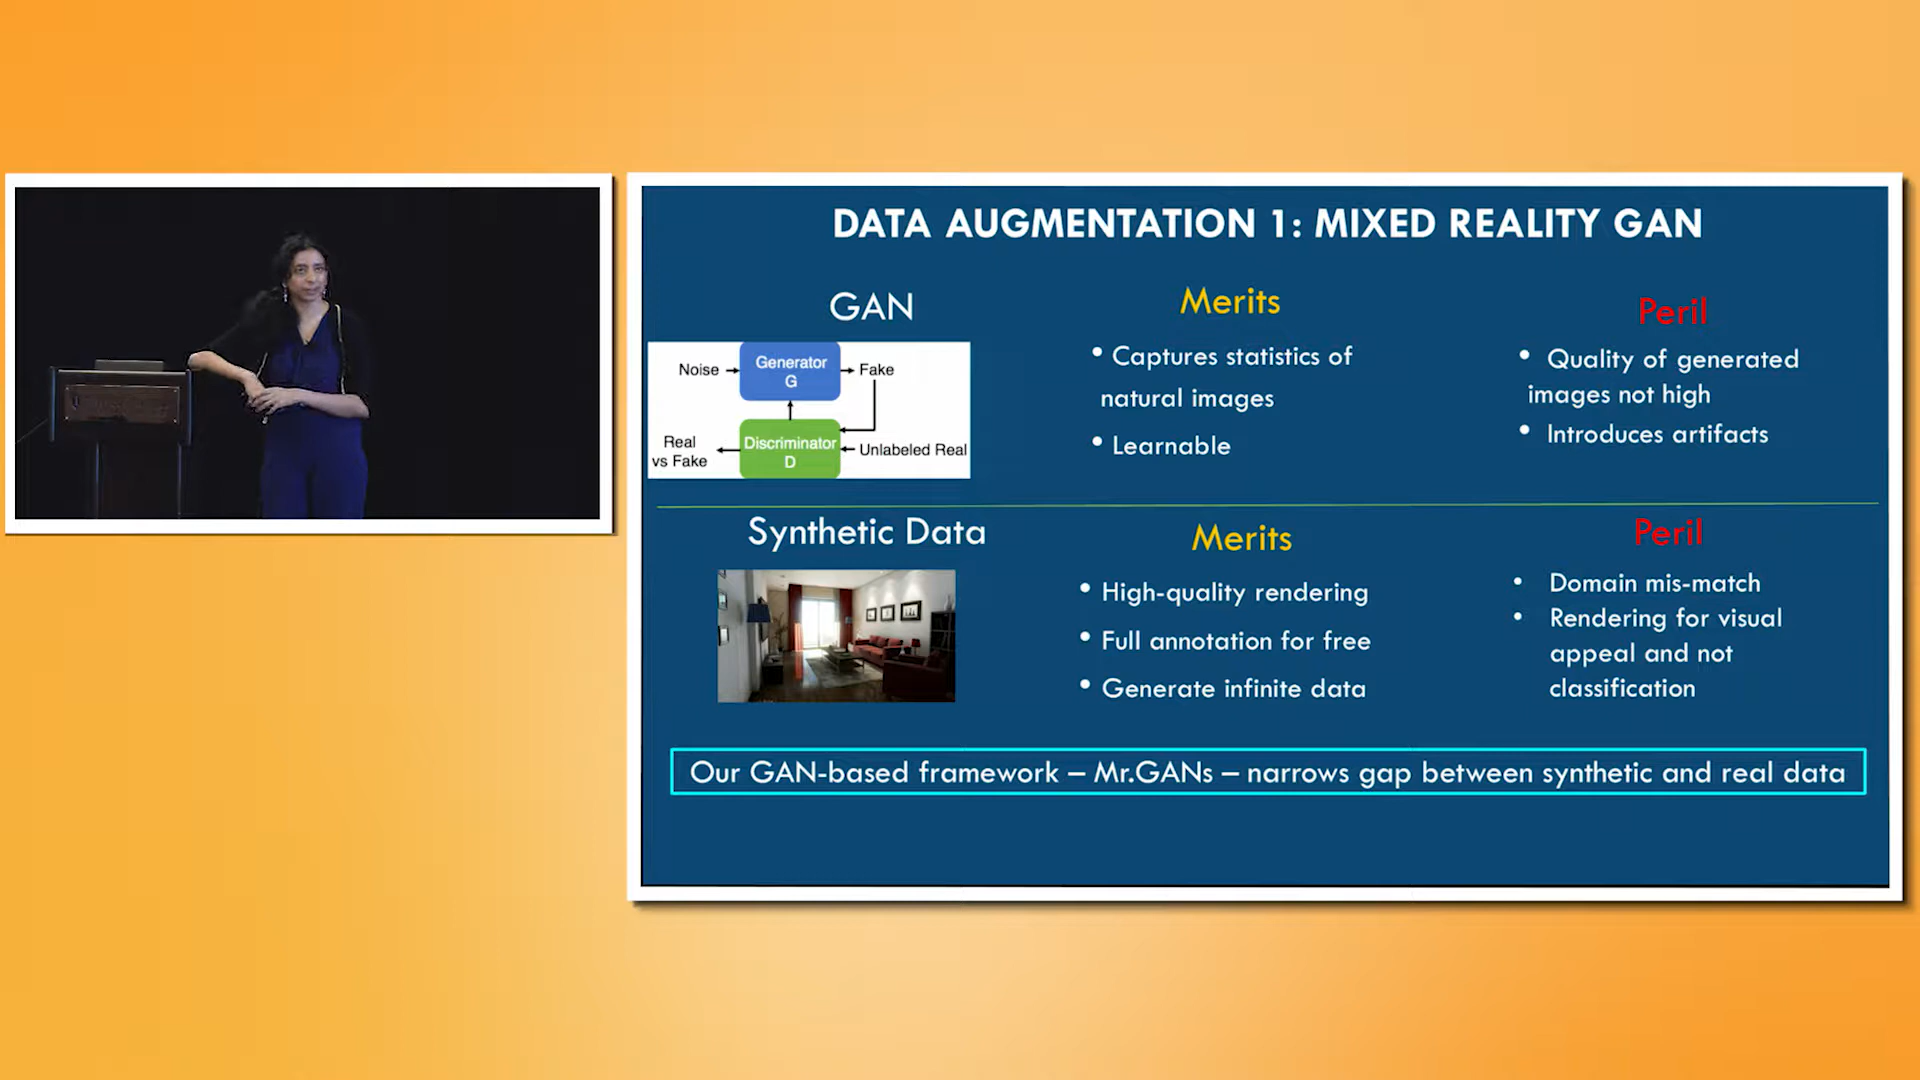 DATA AUGMENTATION 1: MIXED REALITY GAN
GAN
Noise
Generator
G
Fake
Real
vs Fake
Discriminator
D
Unlabeled Real
Merits
• Captures statistics of
natural images
• Learnable
Peril
• Quality of generated
images not high
• Introduces artifacts
Synthetic Data
Merits
• High-quality rendering
• Full annotation for free
• Generate infinite data
Peril
• Domain mis-match
• Rendering for visual
appeal and not
classification
Our GAN-based framework – Mr.GANs – narrows gap between synthetic and real data